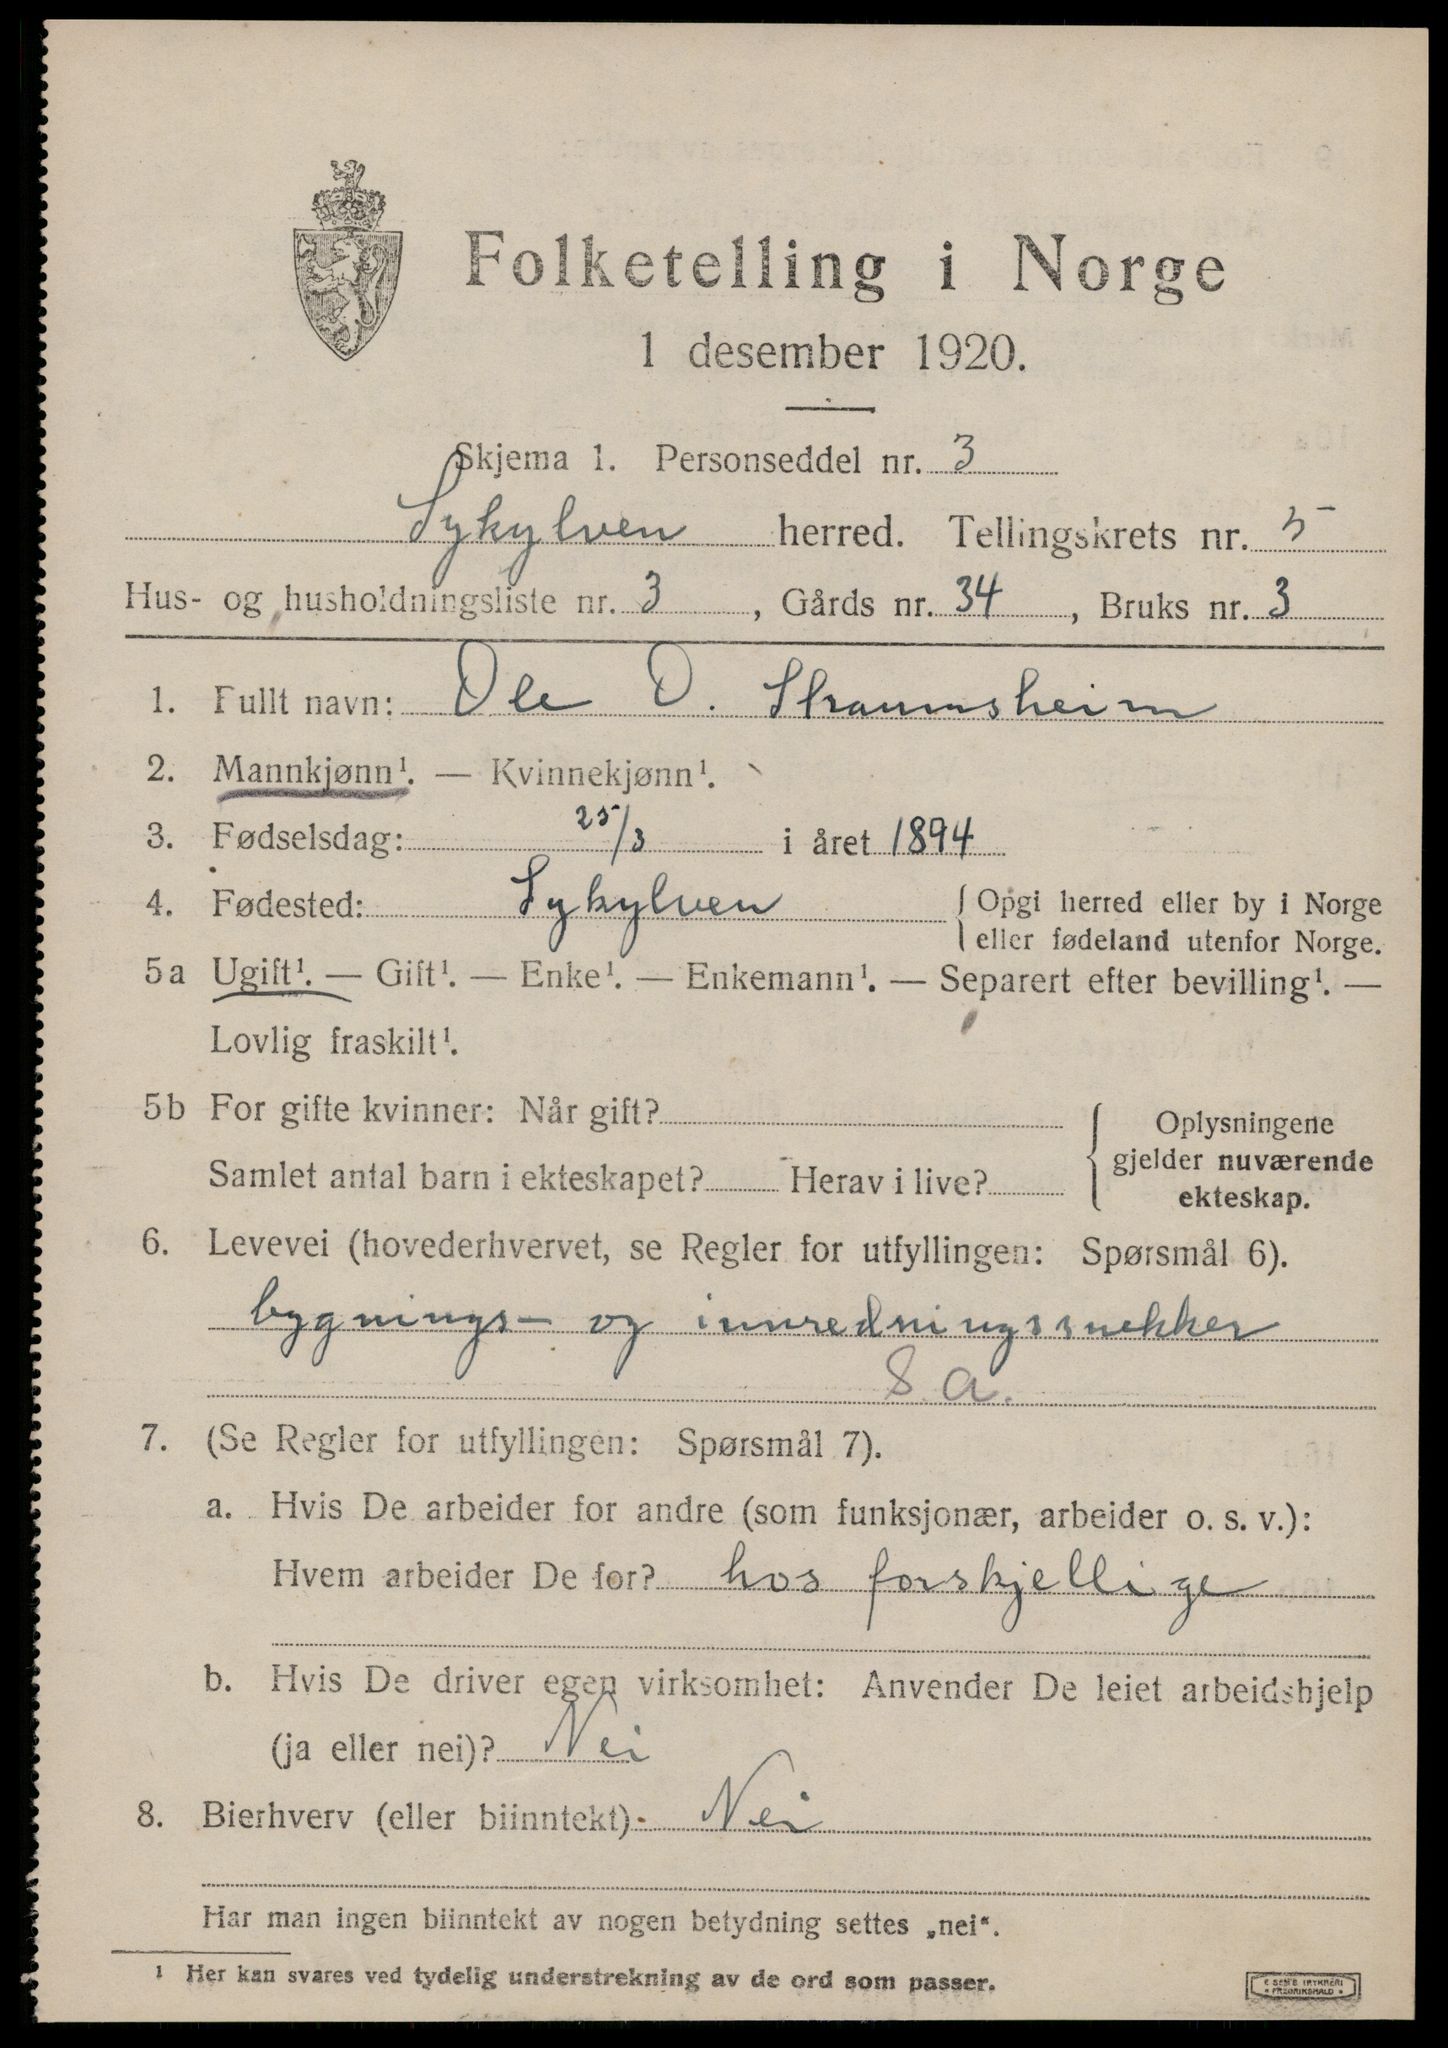 Folketelling i Norge
1 desember 1920.
Skjema 1. Personseddel nr. 3
Sykylven herred. Tellingskrets nr. 5
Hus- og husholdningsliste nr. 3, Gårds nr. 34, Bruks nr. 3
1. Fullt navn: Ole O. Straumsheim
2. Mannkjønn¹. — Kvinnekjønn¹.
3. Fødselsdag: 25/3 i året 1894
4. Fødested: Sykylven { Opgi herred eller by i Norge
eller fødeland utenfor Norge.
5a Ugift¹. — Gift¹. — Enke¹. — Enkemann¹. — Separert efter bevilling¹. —
Lovlig fraskilt¹.
5b For gifte kvinner: Når gift?
Samlet antal barn i ekteskapet? Herav i live?
{ Oplysningene
gjelder nuværende
ekteskap.
6. Levevei (hovederhvervet, se Regler for utfyllingen: Spørsmål 6).
bygnings- og innredningssnekker
S.a.
7. (Se Regler for utfyllingen: Spørsmål 7).
a. Hvis De arbeider for andre (som funksjonær, arbeider o. s. v.):
Hvem arbeider De for? hos forskjellige
b. Hvis De driver egen virksomhet: Anvender De leiet arbeidshjelp
(ja eller nei)? Nei
8. Bierhverv (eller biinntekt) Nei
Har man ingen biinntekt av nogen betydning settes „nei“.
¹ Her kan svares ved tydelig understrekning av de ord som passer.
TRYKKERI
FREDRIKSHALD